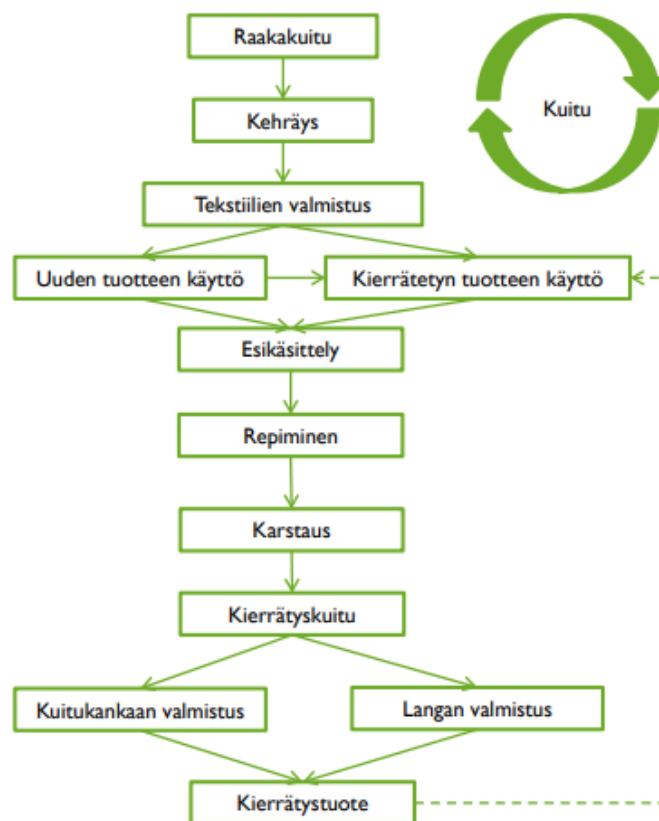 Raakakuitu
Kuitu
Kehräys
Tekstiilien valmistus
Uuden tuotteen käyttö
Kierrätetyn tuotteen käyttö
Esikäsittely
Repiminen
Karstaus
Kierrätyskuitu
Kuitukankaan valmistus
Langan valmistus
Kierrätystuote